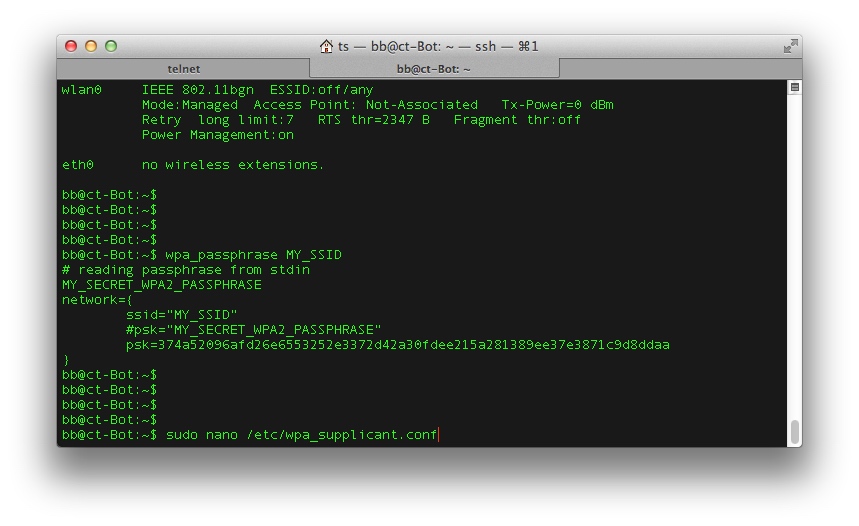 ts — bb@ct-Bot: ~ — ssh — ⌘1
telnet
bb@ct-Bot: ~
wlan0     IEEE 802.11bgn  ESSID:off/any
          Mode:Managed  Access Point: Not-Associated   Tx-Power=0 dBm
          Retry  long limit:7   RTS thr=2347 B   Fragment thr:off
          Power Management:on
eth0      no wireless extensions.
bb@ct-Bot:~$
bb@ct-Bot:~$
bb@ct-Bot:~$
bb@ct-Bot:~$
bb@ct-Bot:~$ wpa_passphrase MY_SSID
# reading passphrase from stdin
MY_SECRET_WPA2_PASSPHRASE
network={
        ssid="MY_SSID"
        #psk="MY_SECRET_WPA2_PASSPHRASE"
        psk=374a52096afd26e6553252e3372d42a30fdee215a281389ee37e3871c9d8ddaa
}
bb@ct-Bot:~$
bb@ct-Bot:~$
bb@ct-Bot:~$
bb@ct-Bot:~$
bb@ct-Bot:~$ sudo nano /etc/wpa_supplicant.conf